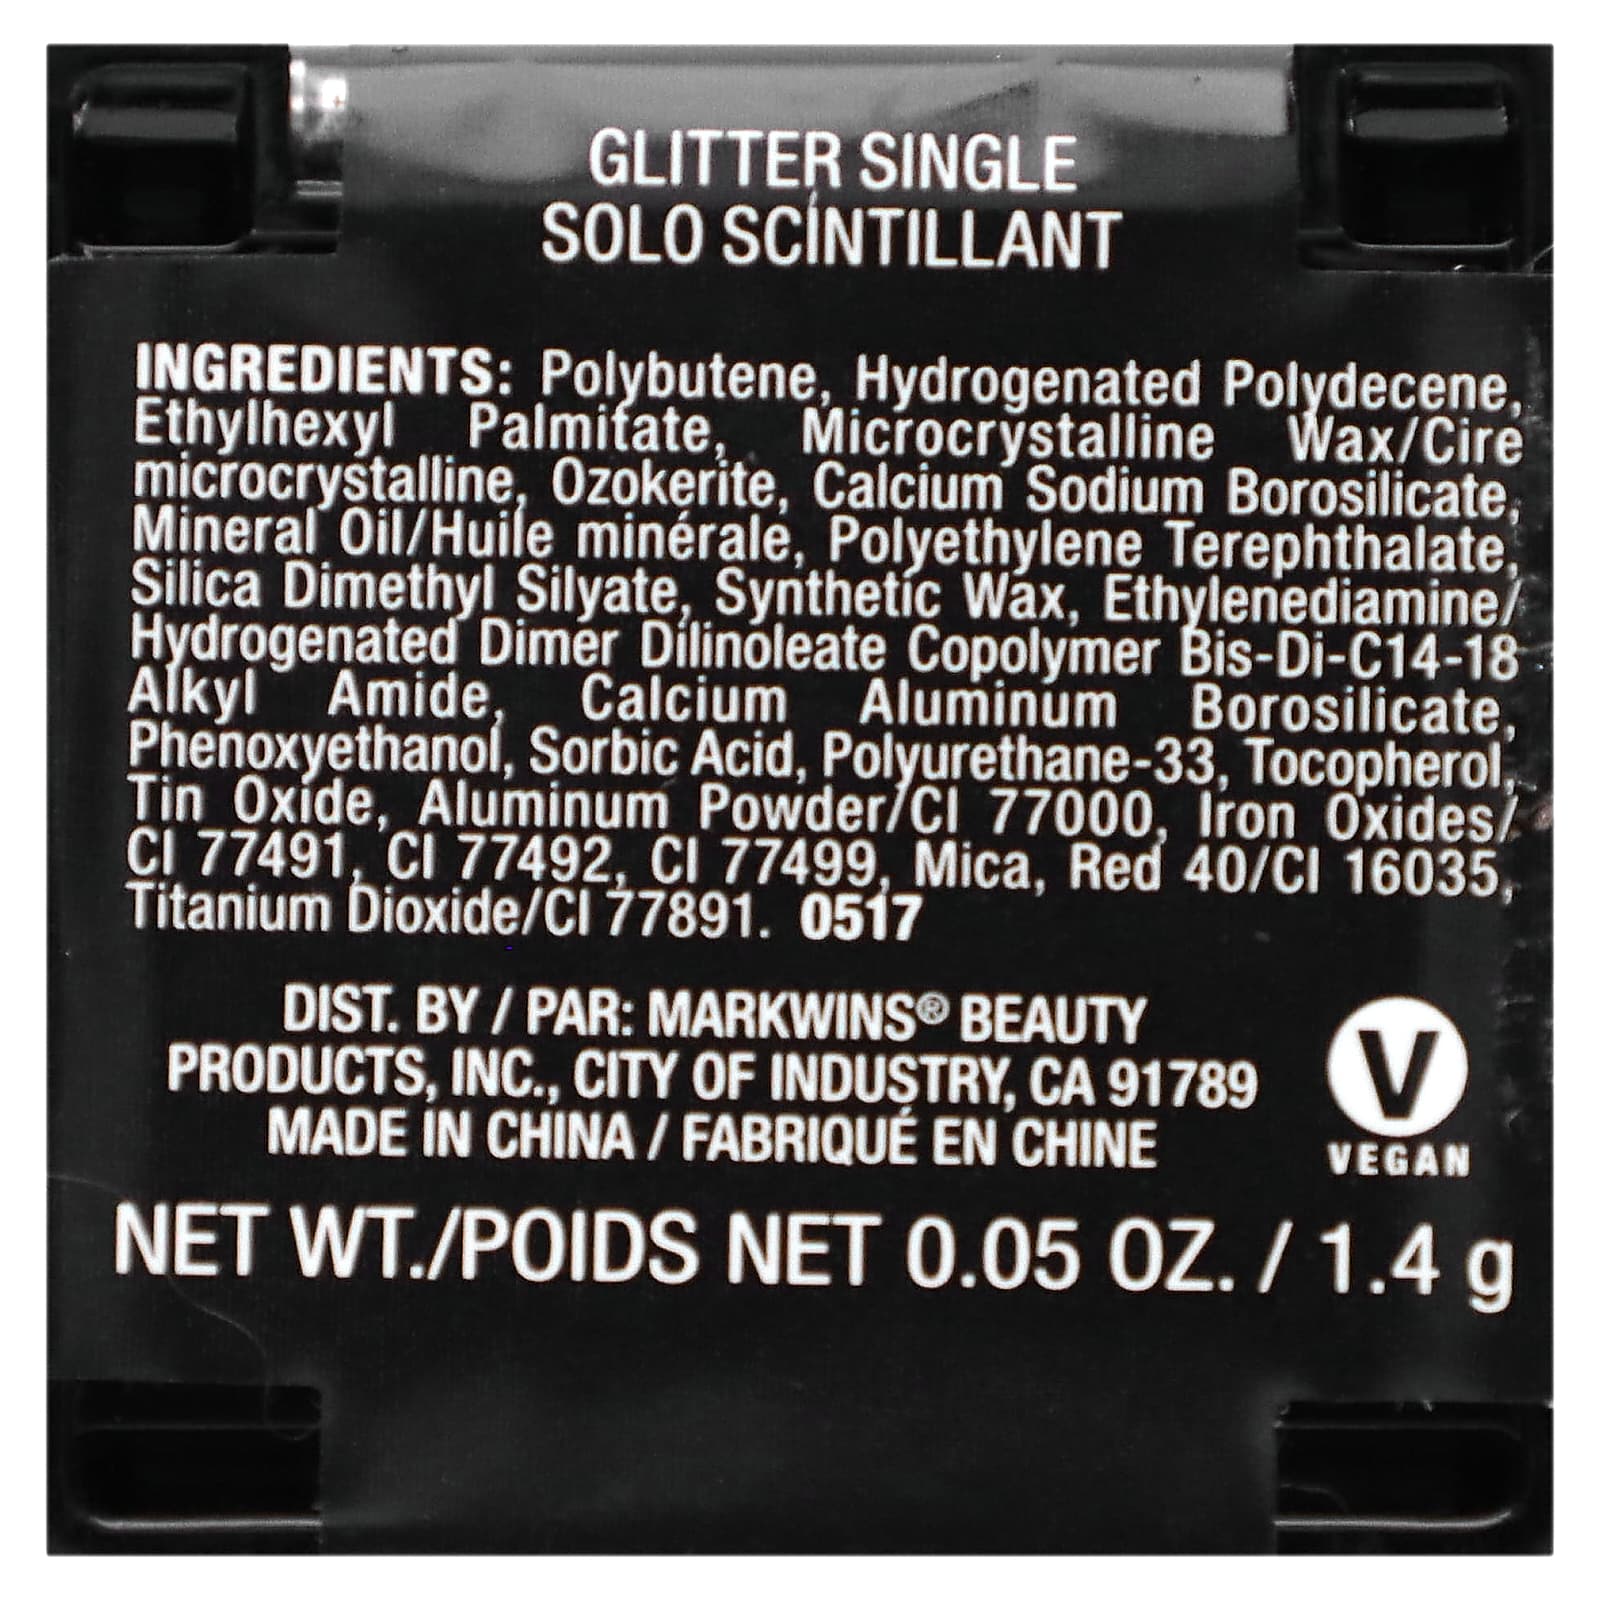 GLITTER SINGLE
SOLO SCINTILLANT
INGREDIENTS: Polybutene, Hydrogenated Polydecene,
Ethylhexyl Palmitate, Microcrystalline Wax/Cire
microcrystalline, Ozokerite, Calcium Sodium Borosilicate,
Mineral Oil/Huile minérale, Polyethylene Terephthalate,
Silica Dimethyl Silyate, Synthetic Wax, Ethylenediamine/
Hydrogenated Dimer Dilinoleate Copolymer Bis-Di-C14-18
Alkyl Amide, Calcium Aluminum Borosilicate,
Phenoxyethanol, Sorbic Acid, Polyurethane-33, Tocopherol,
Tin Oxide, Aluminum Powder/CI 77000, Iron Oxides/
CI 77491, CI 77492, CI 77499, Mica, Red 40/CI 16035,
Titanium Dioxide/CI 77891. 0517
DIST. BY / PAR: MARKWINS® BEAUTY
PRODUCTS, INC., CITY OF INDUSTRY, CA 91789
MADE IN CHINA / FABRIQUÉ EN CHINE
V
VEGAN
NET WT./POIDS NET 0.05 OZ. / 1.4 g